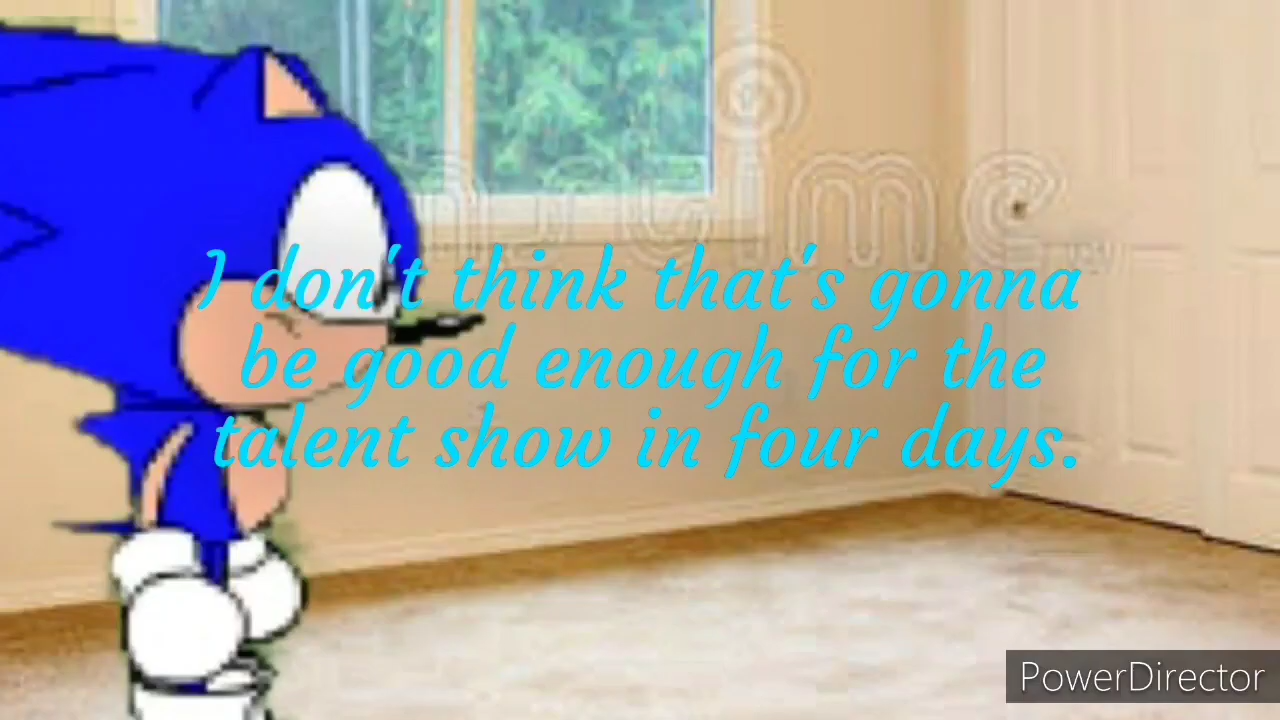 I don't think that's gonna
be good enough for the
talent show in four days.
PowerDirector